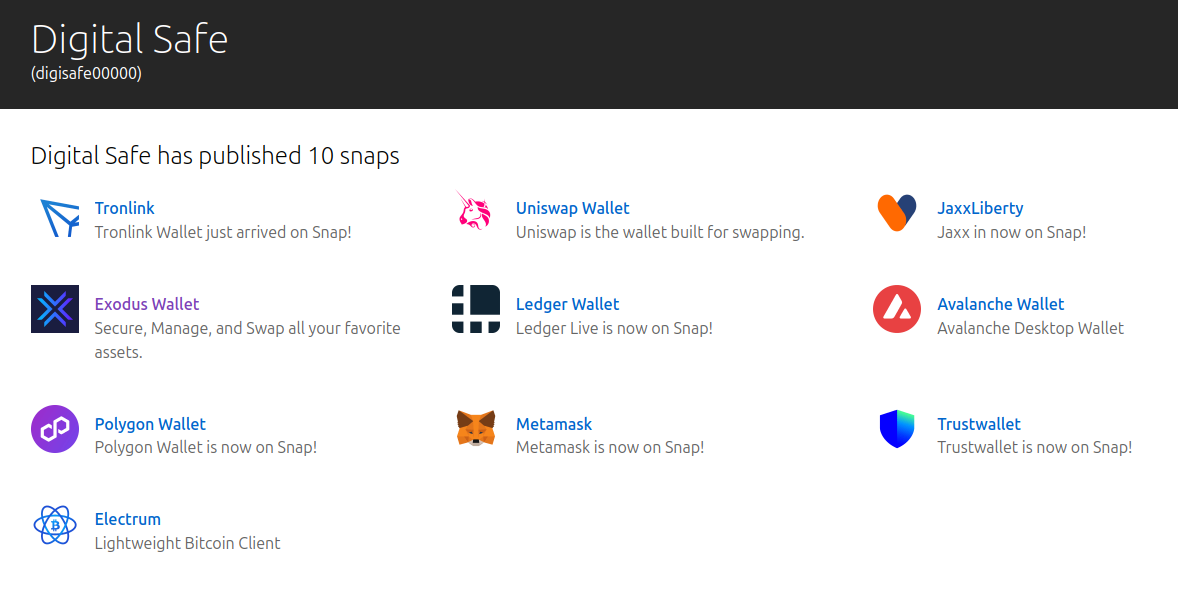 Digital Safe
(digisafe00000)
Digital Safe has published 10 snaps
Tronlink
Tronlink Wallet just arrived on Snap!
Uniswap Wallet
Uniswap is the wallet built for swapping.
JaxxLiberty
Jaxx in now on Snap!
Exodus Wallet
Secure, Manage, and Swap all your favorite
assets.
Ledger Wallet
Ledger Live is now on Snap!
Avalanche Wallet
Avalanche Desktop Wallet
Polygon Wallet
Polygon Wallet is now on Snap!
Metamask
Metamask is now on Snap!
Trustwallet
Trustwallet is now on Snap!
Electrum
Lightweight Bitcoin Client